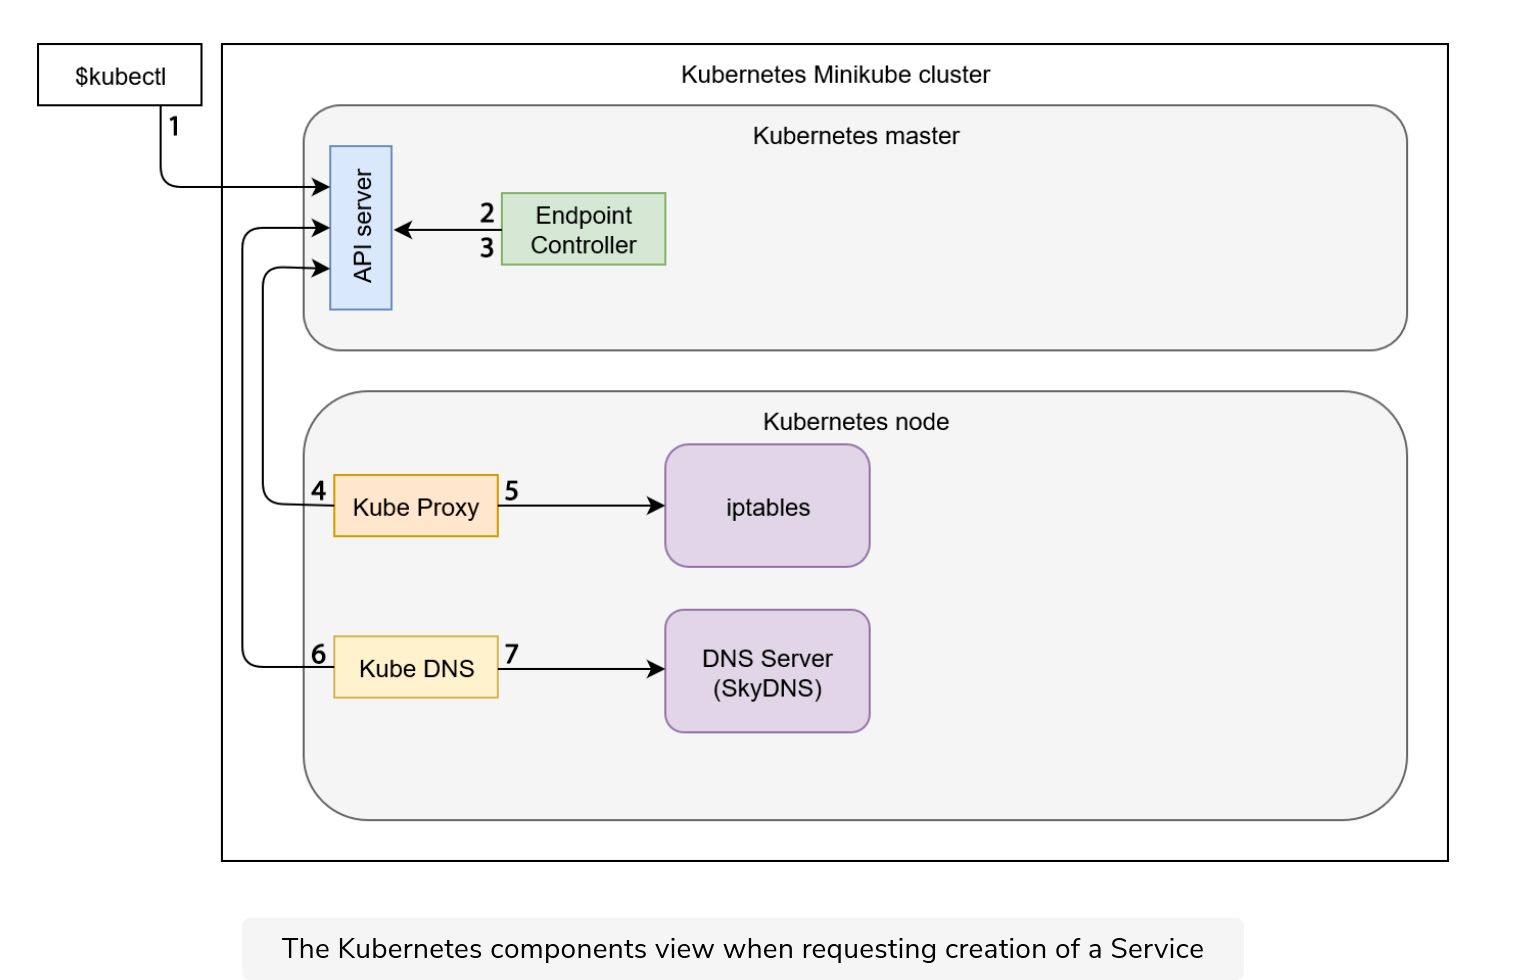 $kubectl
Kubernetes Minikube cluster
1
Kubernetes master
API server
2
3
Endpoint
Controller
Kubernetes node
4
Kube Proxy
5
iptables
6
Kube DNS
7
DNS Server
(SkyDNS)
The Kubernetes components view when requesting creation of a Service